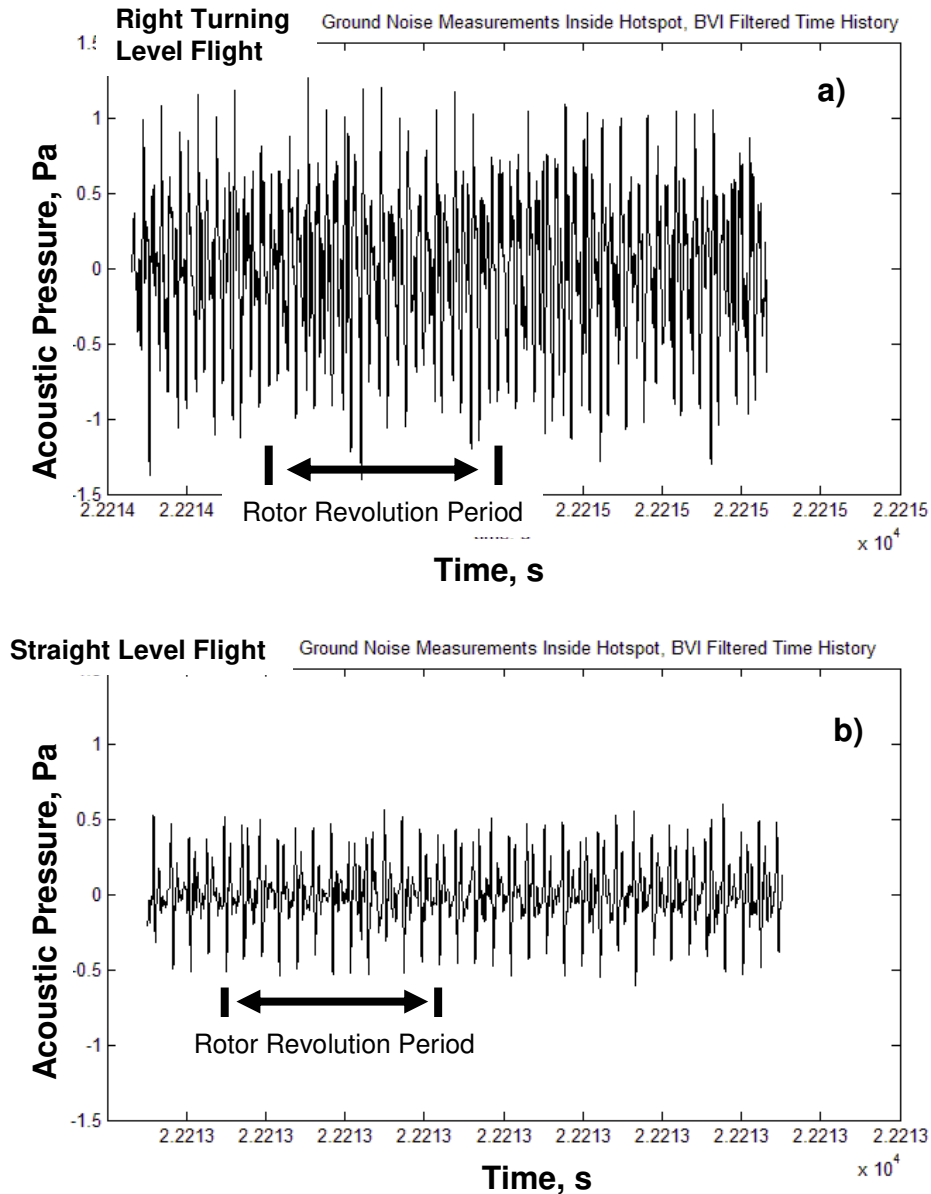 Right Turning
Level Flight
Ground Noise Measurements Inside Hotspot, BVI Filtered Time History
a)
Acoustic Pressure, Pa
1
0.5
0
-0.5
-1
-1.5
Rotor Revolution Period
2.2214 2.2214 2.2215 2.2215 2.2215 2.2215 2.2215
x 10^4
Time, s
Straight Level Flight
Ground Noise Measurements Inside Hotspot, BVI Filtered Time History
b)
Acoustic Pressure, Pa
1
0.5
0
-0.5
-1
-1.5
Rotor Revolution Period
2.2213 2.2213 2.2213 2.2213 2.2213 2.2213 2.2213 2.2213 2.2213 2.2213
x 10^4
Time, s